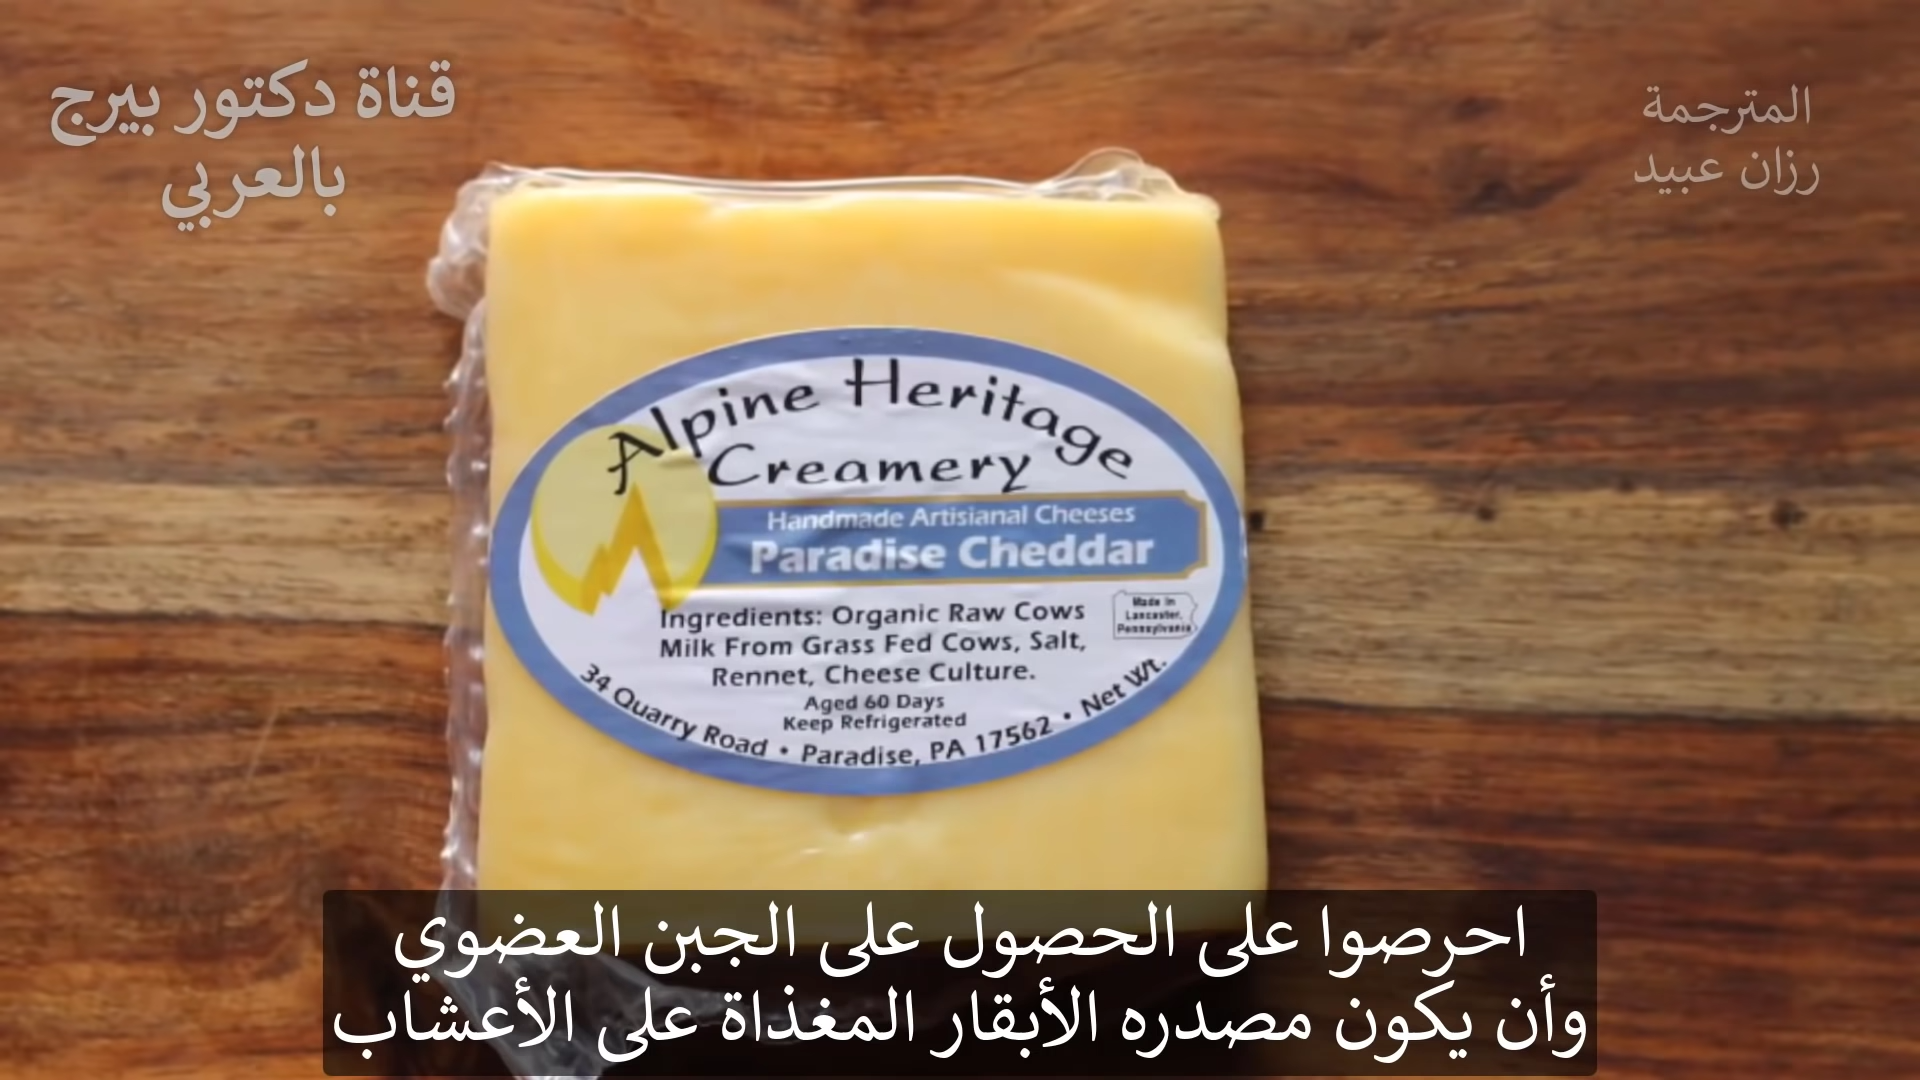 قناة دكتور بيرج
بالعربي
المترجمة
رزان عبيد
Alpine Heritage
Creamery
Handmade Artisianal Cheeses
Paradise Cheddar
Ingredients: Organic Raw Cows
Milk From Grass Fed Cows, Salt,
Rennet, Cheese Culture.
Made in
Lancaster,
Pennsylvania
Aged 60 Days
Keep Refrigerated
34 Quarry Road • Paradise, PA 17562 • Net Wt.
احرصوا على الحصول على الجبن العضوي
وأن يكون مصدره الأبقار المغذاة على الأعشاب